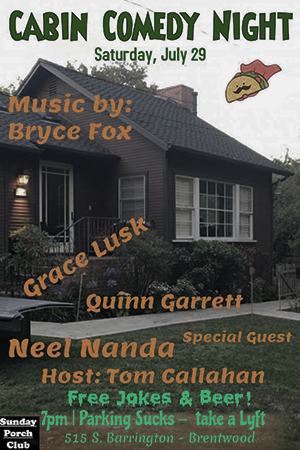 CABIN COMEDY NIGHT
Saturday, July 29
Music by:
Bryce Fox
Grace Lusk
Quinn Garrett
Special Guest
Neel Nanda
Host: Tom Callahan
Free Jokes & Beer!
7pm | Parking Sucks - take a Lyft
515 S. Barrington - Brentwood
Sunday
Porch
Club